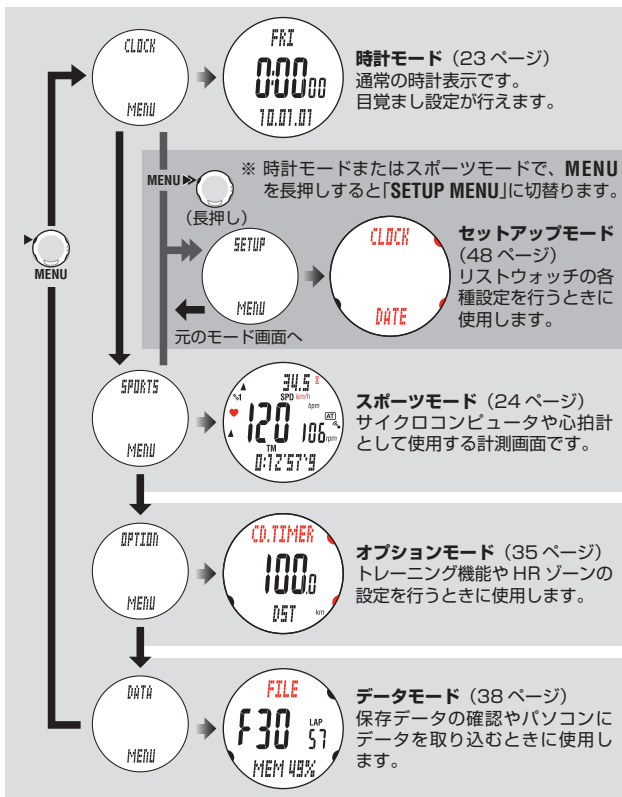 CLOCK
MENU
FRI
0:00 00
10.01.01
時計モード（23 ページ）
通常の時計表示です。
目覚まし設定が行えます。
MENU
（長押し）
※ 時計モードまたはスポーツモードで、MENU
を長押しすると「SETUP MENU」に切替ります。
SETUP
MENU
元のモード画面へ
CLOCK
DATE
セットアップモード
（48 ページ）
リストウォッチの各
種設定を行うときに
使用します。
MENU
SPORTS
MENU
34.5
SPD km/h
bpm
120
AT
106 rpm
TM
0:12'57"9
スポーツモード（24 ページ）
サイクロコンピュータや心拍計
として使用する計測画面です。
OPTION
MENU
CD.TIMER
100.0
DST km
オプションモード（35 ページ）
トレーニング機能や HR ゾーンの
設定を行うときに使用します。
DATA
MENU
FILE
F30 LAP 57
MEM 49%
データモード（38 ページ）
保存データの確認やパソコンに
データを取り込むときに使用し
ます。